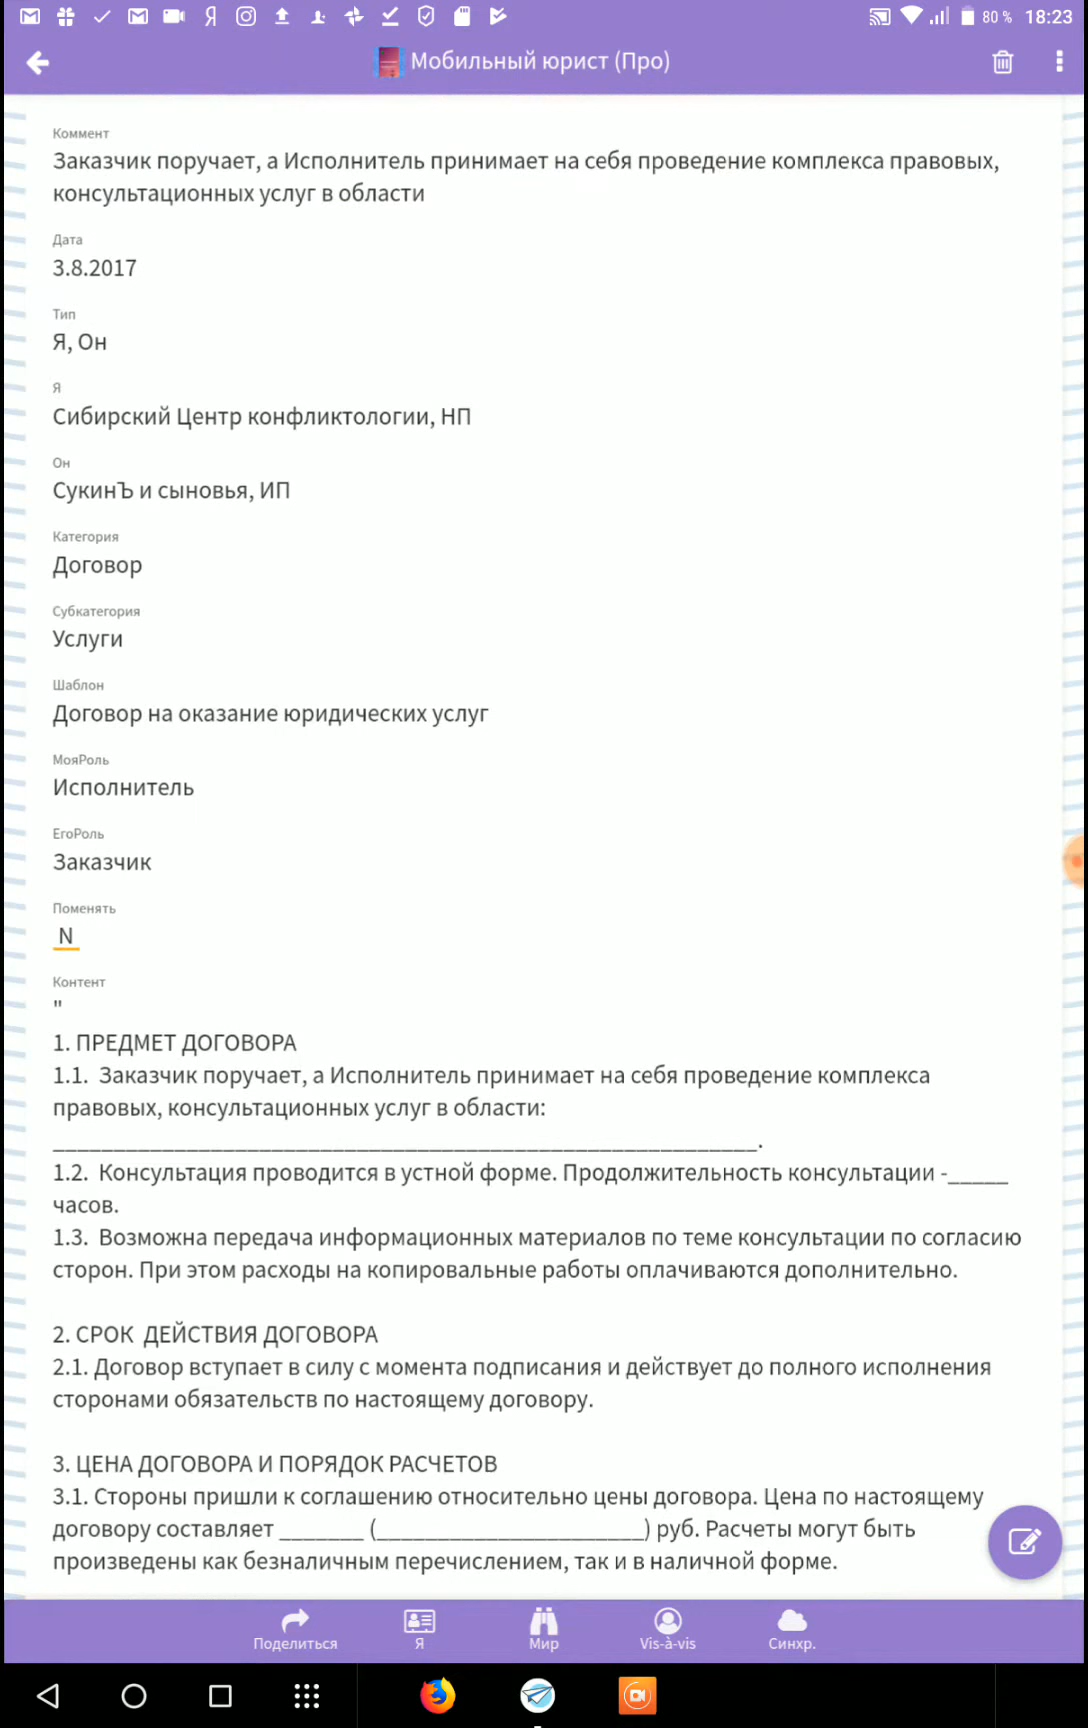 80 % 18:23
Мобильный юрист (Про)
Коммент
Заказчик поручает, а Исполнитель принимает на себя проведение комплекса правовых,
консультационных услуг в области
Дата
3.8.2017
Тип
Я, Он
Я
Сибирский Центр конфликтологии, НП
Он
СукинЪ и сыновья, ИП
Категория
Договор
Субкатегория
Услуги
Шаблон
Договор на оказание юридических услуг
МояРоль
Исполнитель
ЕгоРоль
Заказчик
Поменять
N
Контент
"
1. ПРЕДМЕТ ДОГОВОРА
1.1. Заказчик поручает, а Исполнитель принимает на себя проведение комплекса
правовых, консультационных услуг в области:
__________________________________________________________.
1.2. Консультация проводится в устной форме. Продолжительность консультации -_____
часов.
1.3. Возможна передача информационных материалов по теме консультации по согласию
сторон. При этом расходы на копировальные работы оплачиваются дополнительно.
2. СРОК ДЕЙСТВИЯ ДОГОВОРА
2.1. Договор вступает в силу с момента подписания и действует до полного исполнения
сторонами обязательств по настоящему договору.
3. ЦЕНА ДОГОВОРА И ПОРЯДОК РАСЧЕТОВ
3.1. Стороны пришли к соглашению относительно цены договора. Цена по настоящему
договору составляет _______ (______________________) руб. Расчеты могут быть
произведены как безналичным перечислением, так и в наличной форме.
Поделиться Я Мир Vis-à-vis Синхр.